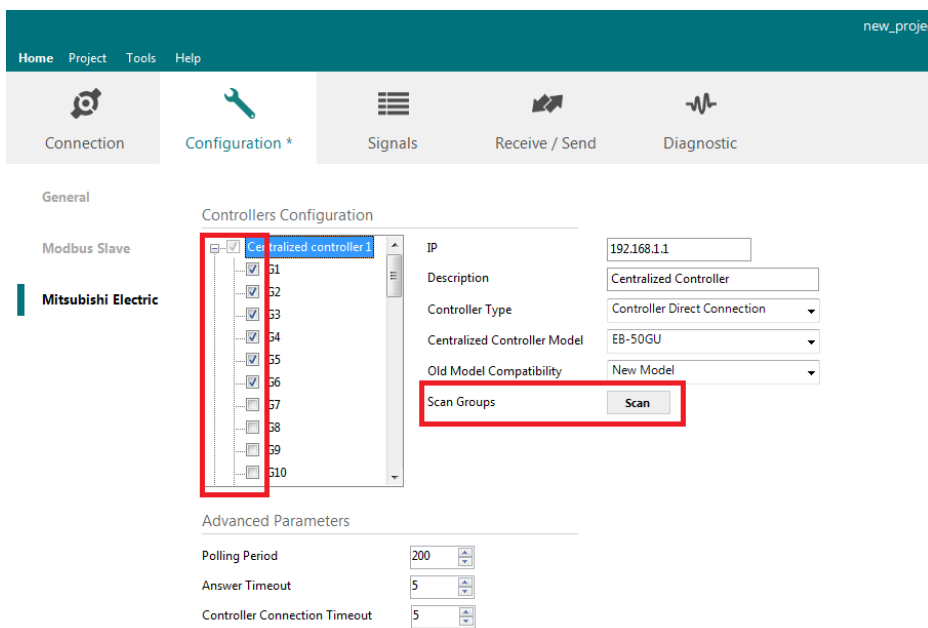 new_proje
Home Project Tools Help
Connection Configuration * Signals Receive / Send Diagnostic
General
Modbus Slave
Mitsubishi Electric
Controllers Configuration
Centralized controller 1
G1
G2
G3
G4
G5
G6
G7
G8
G9
G10
IP 192.168.1.1
Description Centralized Controller
Controller Type Controller Direct Connection
Centralized Controller Model EB-50GU
Old Model Compatibility New Model
Scan Groups Scan
Advanced Parameters
Polling Period 200
Answer Timeout 5
Controller Connection Timeout 5